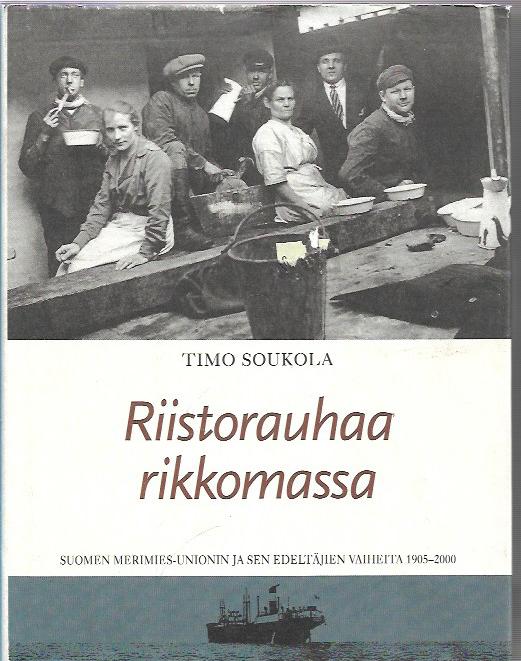 TIMO SOUKOLA
Riistorauhaa
rikkomassa
SUOMEN MERIMIES-UNIONIN JA SEN EDELTÄJIEN VAIHEITA 1905–2000